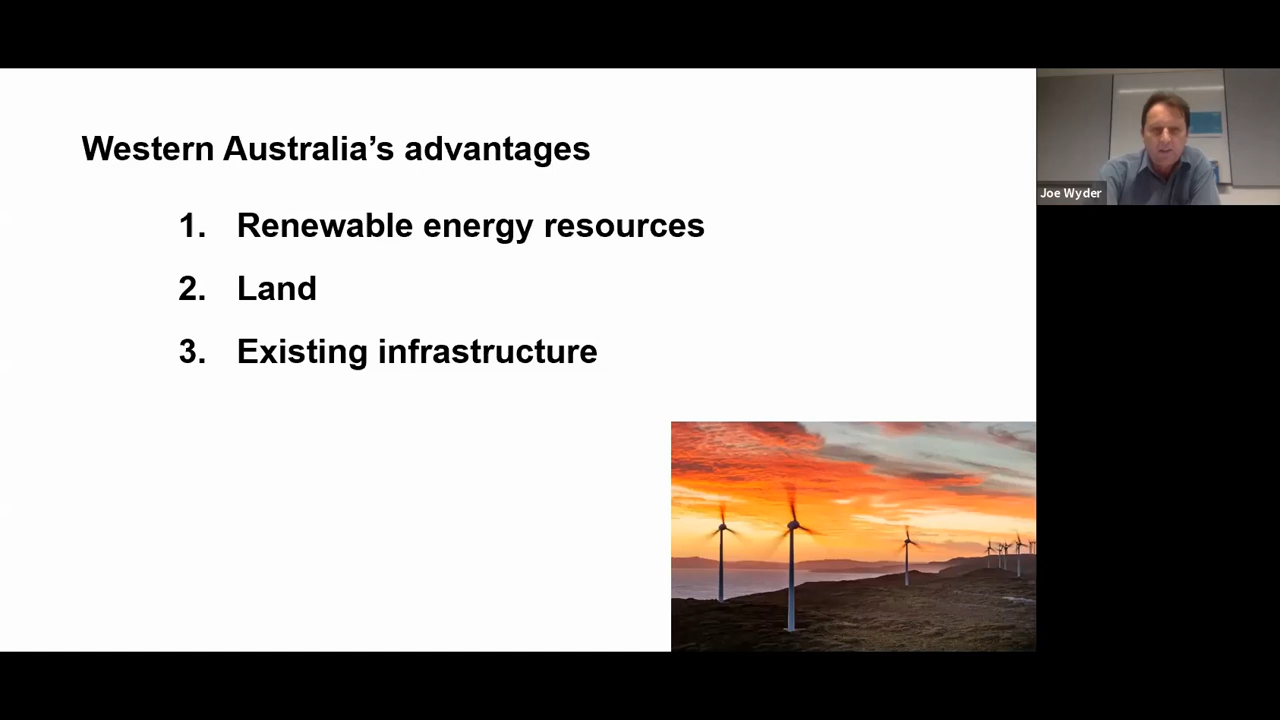 Western Australia’s advantages
1. Renewable energy resources
2. Land
3. Existing infrastructure
Joe Wyder